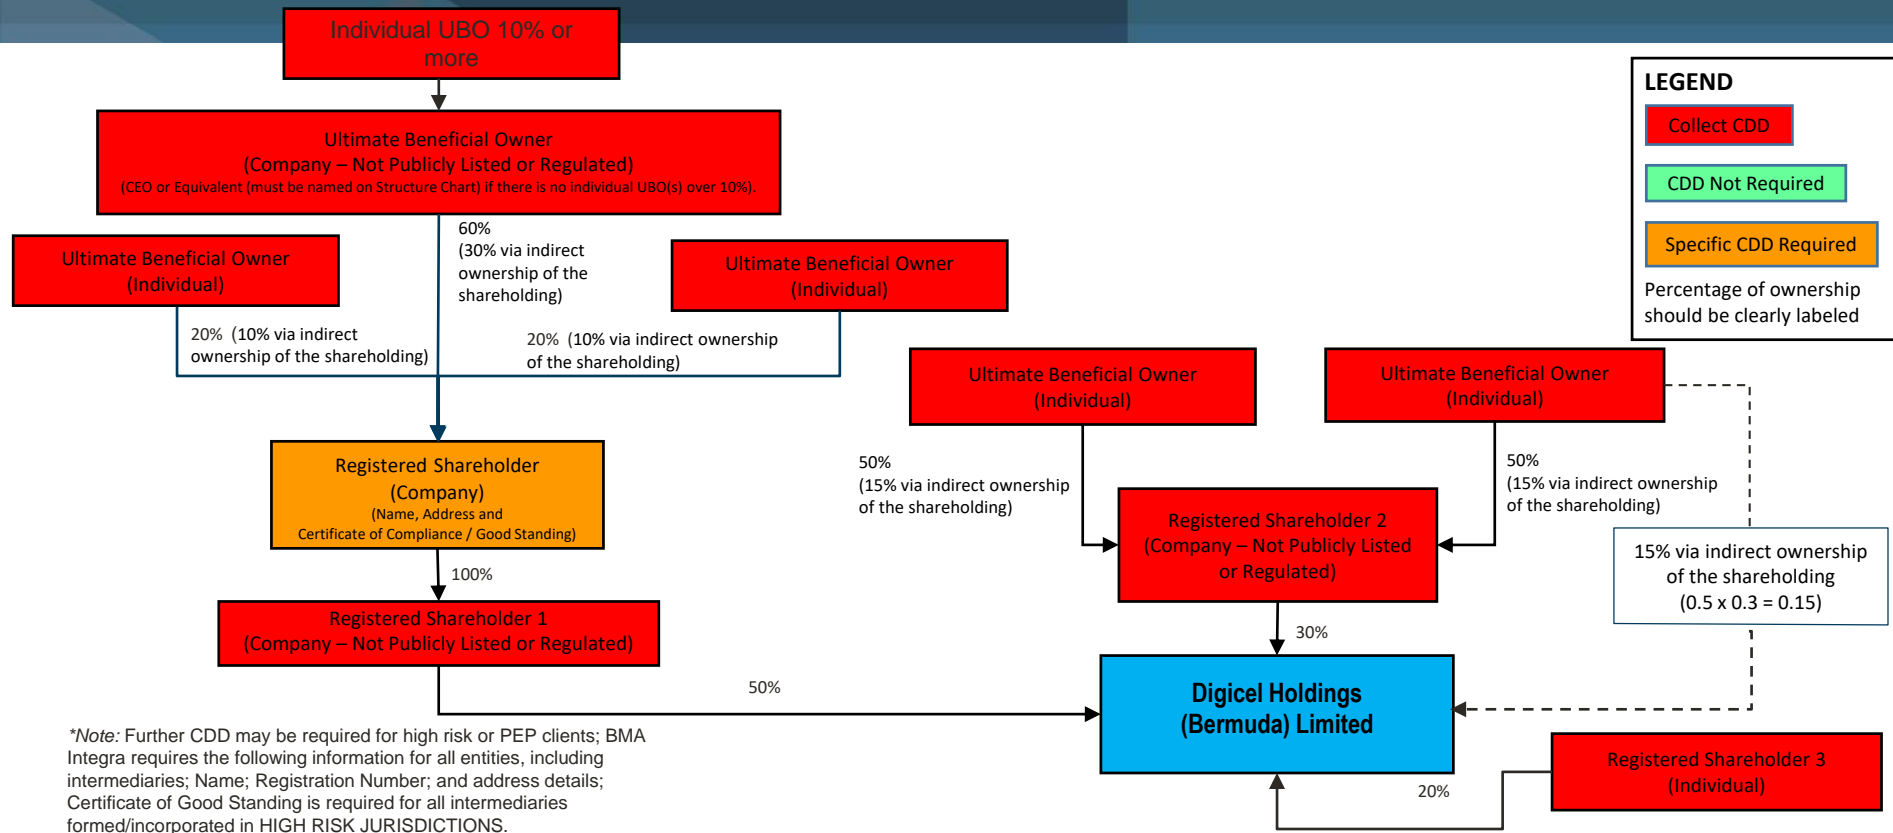 Individual UBO 10% or
more
Ultimate Beneficial Owner
(Company – Not Publicly Listed or Regulated)
(CEO or Equivalent (must be named on Structure Chart) if there is no individual UBO(s) over 10%).
Ultimate Beneficial Owner
(Individual)
60%
(30% via indirect
ownership of the
shareholding)
Ultimate Beneficial Owner
(Individual)
20% (10% via indirect
ownership of the shareholding)
20% (10% via indirect ownership
of the shareholding)
Registered Shareholder
(Company)
(Name, Address and
Certificate of Compliance / Good Standing)
100%
Registered Shareholder 1
(Company – Not Publicly Listed or Regulated)
50%
LEGEND
Collect CDD
CDD Not Required
Specific CDD Required
Percentage of ownership
should be clearly labeled
Ultimate Beneficial Owner
(Individual)
Ultimate Beneficial Owner
(Individual)
50%
(15% via indirect ownership
of the shareholding)
50%
(15% via indirect ownership
of the shareholding)
Registered Shareholder 2
(Company – Not Publicly Listed
or Regulated)
15% via indirect ownership
of the shareholding
(0.5 x 0.3 = 0.15)
30%
Digicel Holdings
(Bermuda) Limited
Registered Shareholder 3
(Individual)
20%
*Note: Further CDD may be required for high risk or PEP clients; BMA
Integra requires the following information for all entities, including
intermediaries; Name; Registration Number; and address details;
Certificate of Good Standing is required for all intermediaries
formed/incorporated in HIGH RISK JURISDICTIONS.